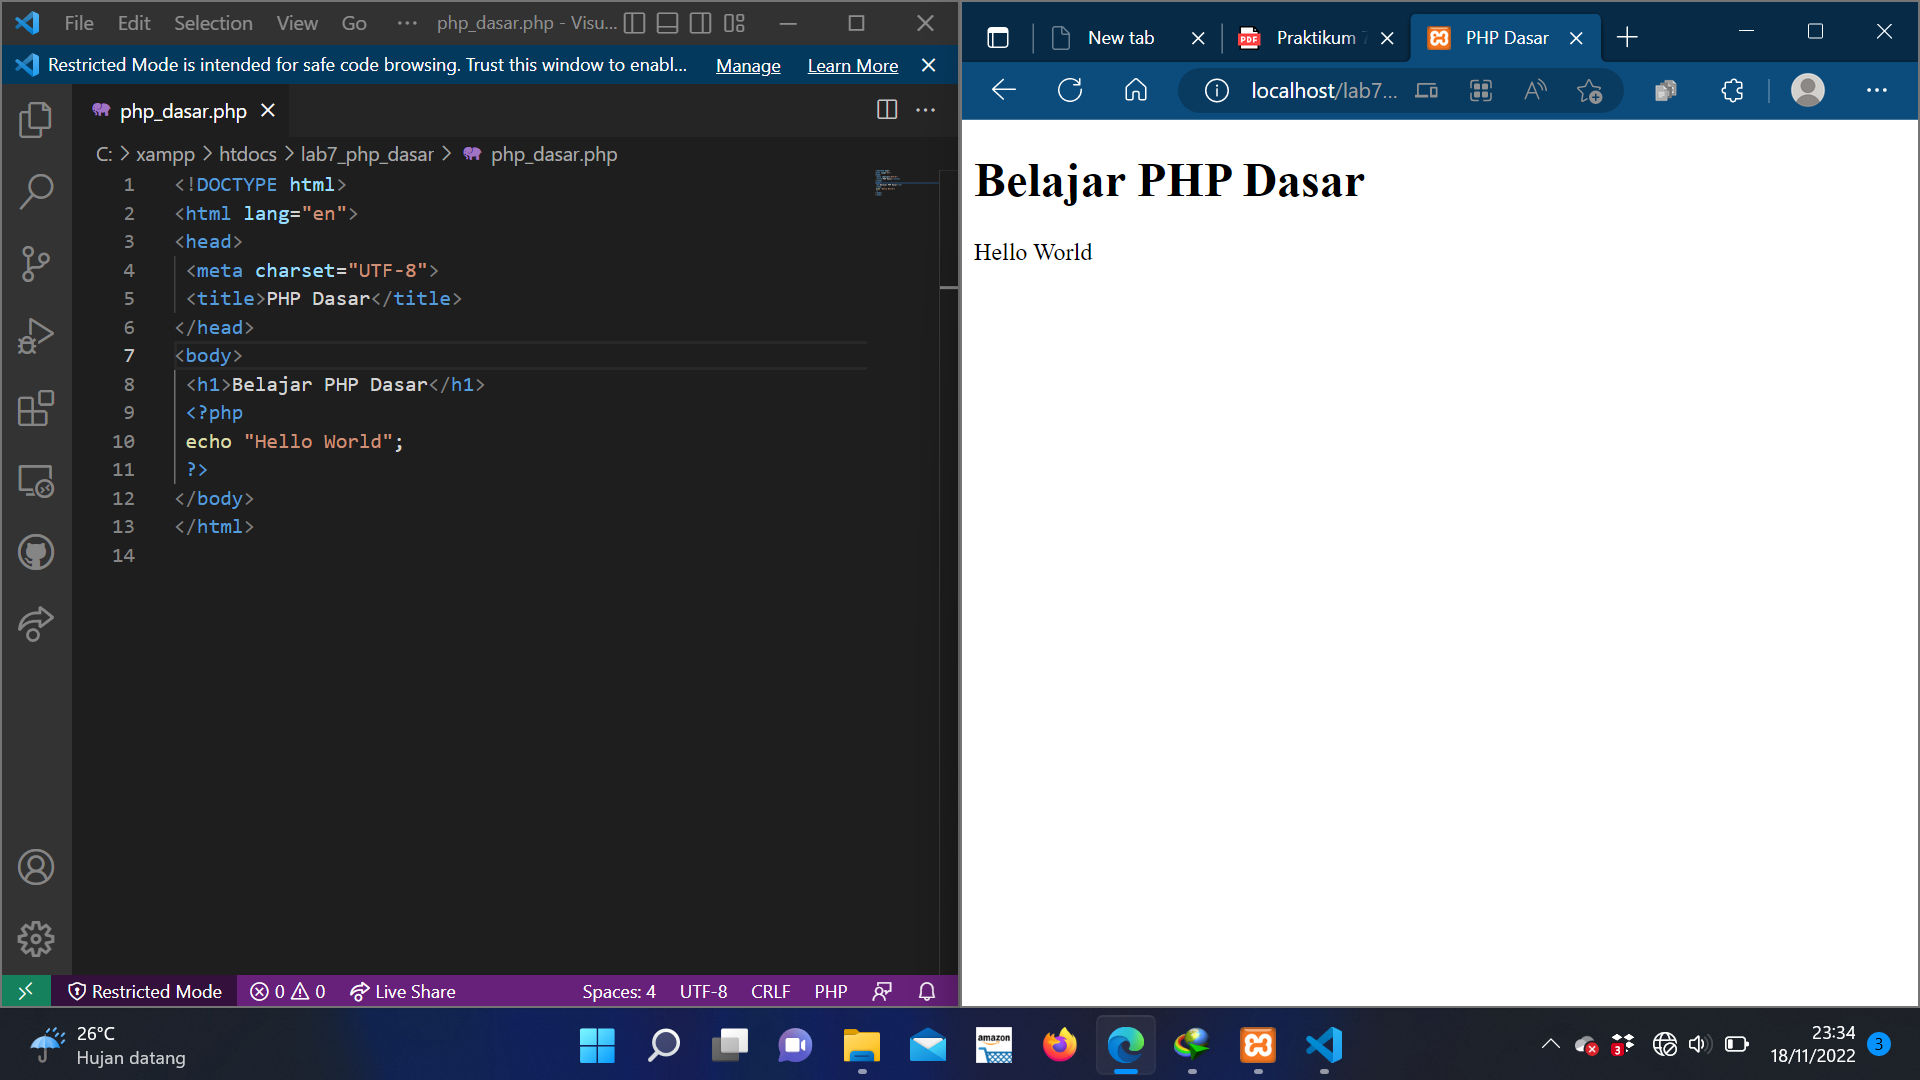 File Edit Selection View Go ··· php_dasar.php - Visu...
Restricted Mode is intended for safe code browsing. Trust this window to enabl... Manage Learn More
php_dasar.php
C: > xampp > htdocs > lab7_php_dasar > php_dasar.php
1 <!DOCTYPE html>
2 <html lang="en">
3 <head>
4 <meta charset="UTF-8">
5 <title>PHP Dasar</title>
6 </head>
7 <body>
8 <h1>Belajar PHP Dasar</h1>
9 <?php
10 echo "Hello World";
11 ?>
12 </body>
13 </html>
14
Restricted Mode 0 0 Live Share Spaces: 4 UTF-8 CRLF PHP
New tab Praktikum PHP Dasar
localhost/lab7...
Belajar PHP Dasar
Hello World
26°C
Hujan datang
amazon
3
23:34
18/11/2022
3